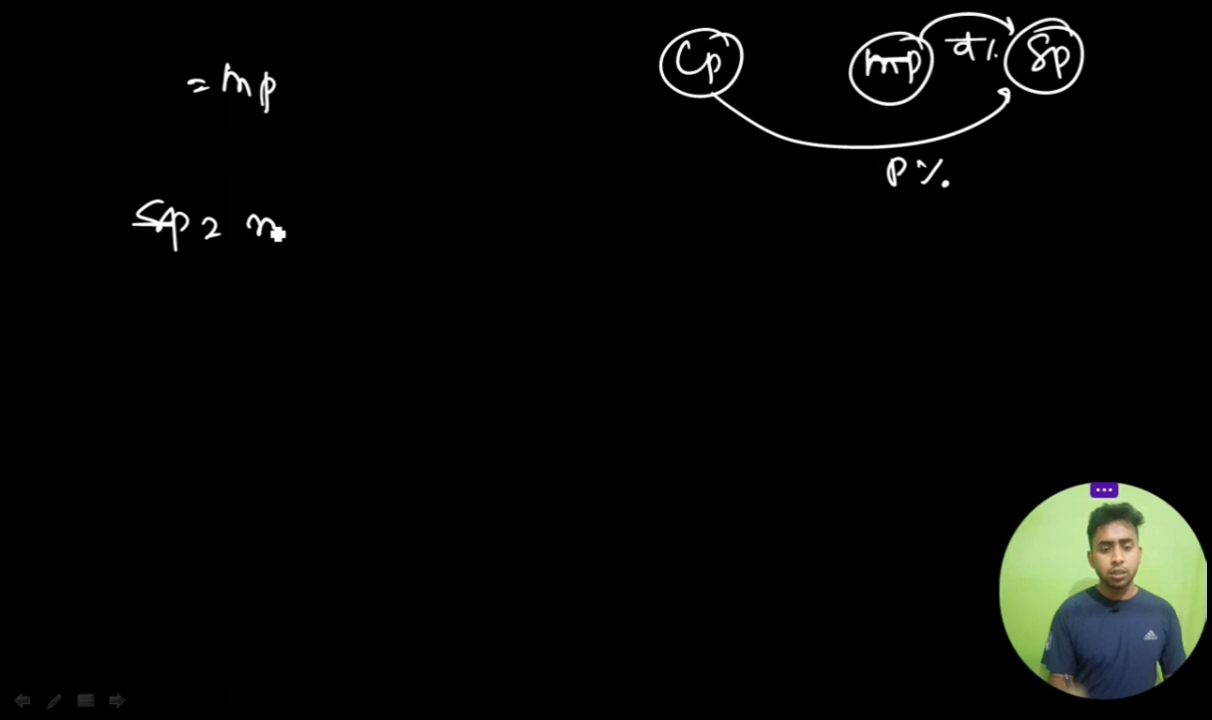 Cp mp d% Sp
= mp
P%
Sp = m